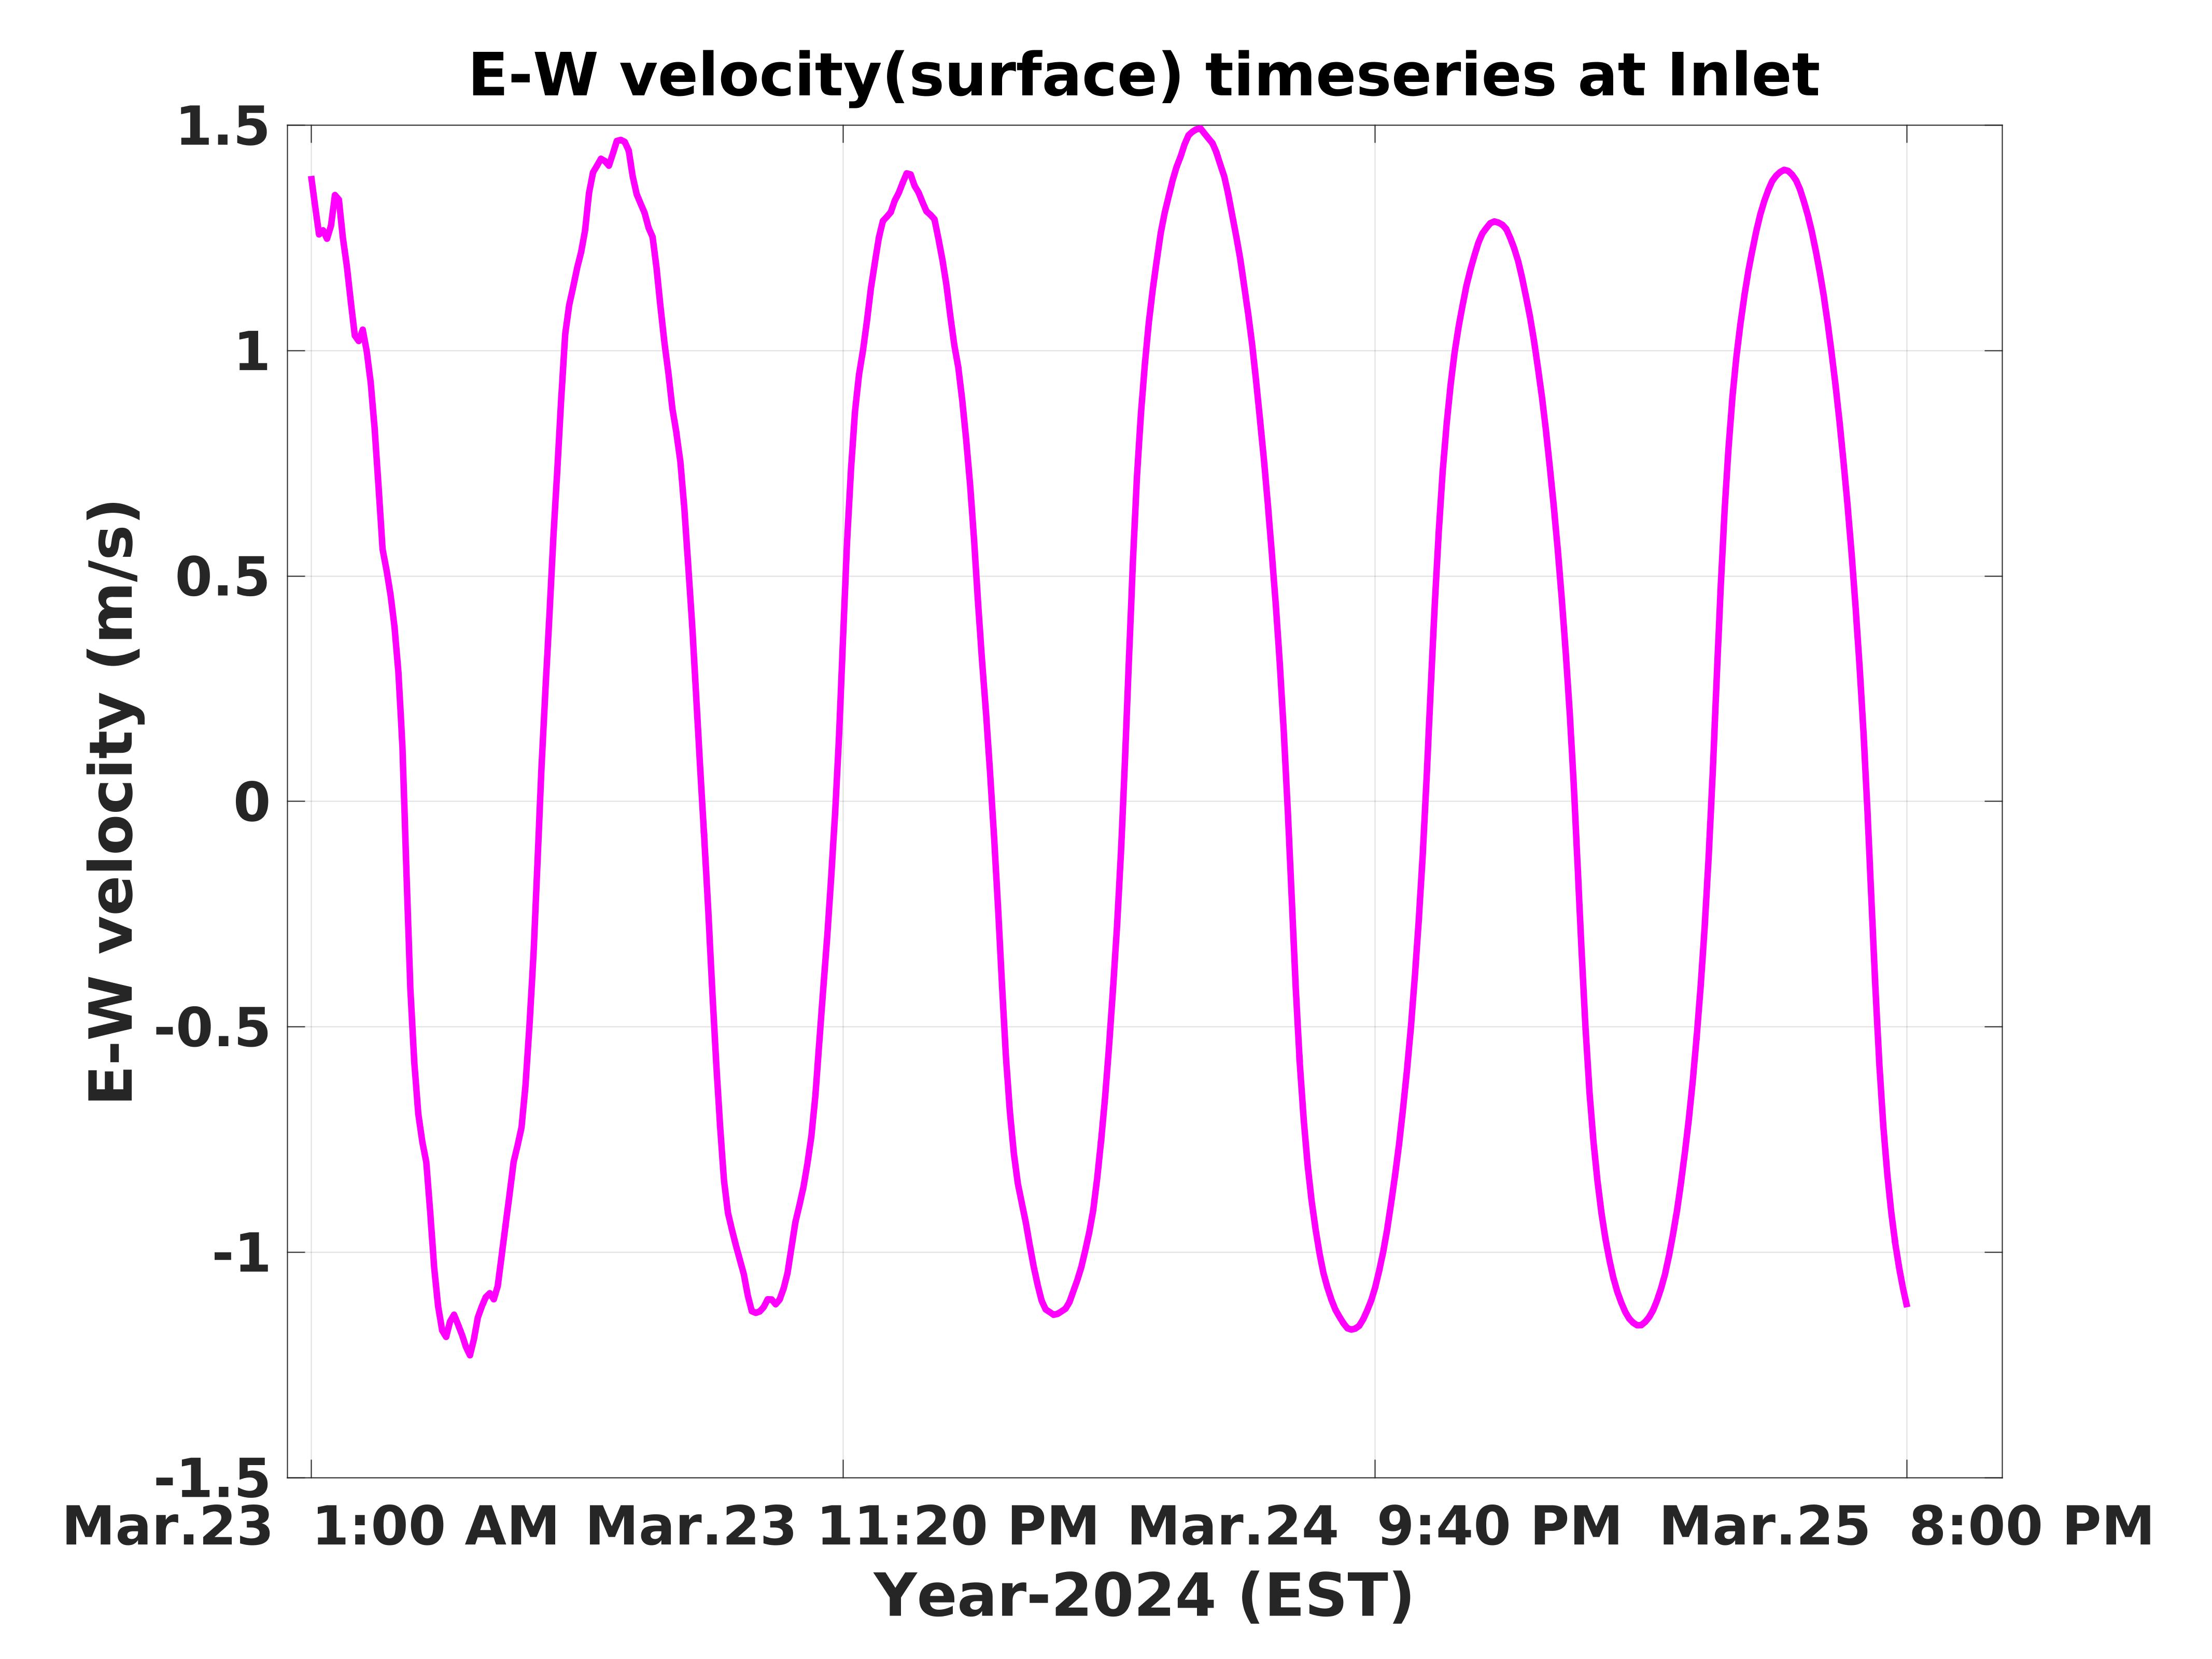 E-W velocity(surface) timeseries at Inlet
E-W velocity (m/s)
1.5
1
0.5
0
-0.5
-1
-1.5
Mar.23 1:00 AM Mar.23 11:20 PM Mar.24 9:40 PM Mar.25 8:00 PM
Year-2024 (EST)